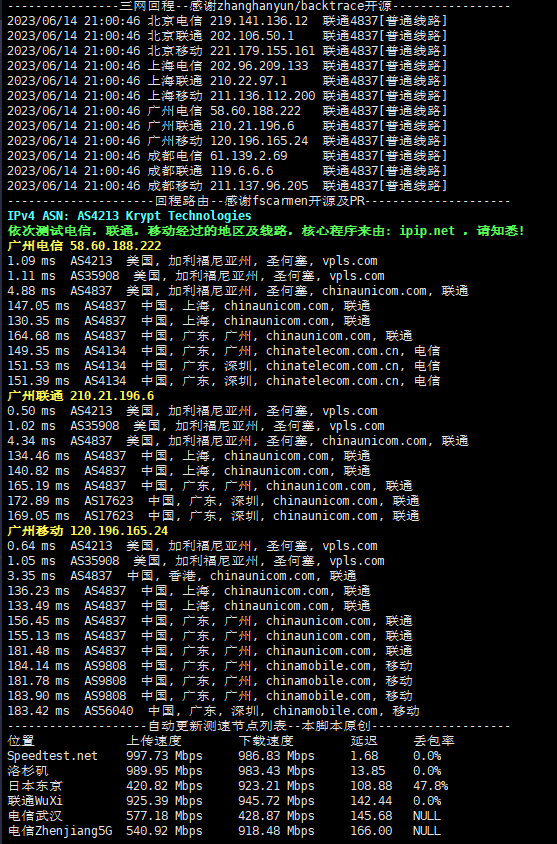 -----------------三网回程--感谢zhanghanyun/backtrace开源-----------------
2023/06/14 21:00:46 北京电信 219.141.136.12  联通4837[普通线路]
2023/06/14 21:00:46 北京联通 202.106.50.1    联通4837[普通线路]
2023/06/14 21:00:46 北京移动 221.179.155.161 联通4837[普通线路]
2023/06/14 21:00:46 上海电信 202.96.209.133  联通4837[普通线路]
2023/06/14 21:00:46 上海联通 210.22.97.1     联通4837[普通线路]
2023/06/14 21:00:46 上海移动 211.136.112.200 联通4837[普通线路]
2023/06/14 21:00:46 广州电信 58.60.188.222   联通4837[普通线路]
2023/06/14 21:00:46 广州联通 210.21.196.6    联通4837[普通线路]
2023/06/14 21:00:46 广州移动 120.196.165.24  联通4837[普通线路]
2023/06/14 21:00:46 成都电信 61.139.2.69     联通4837[普通线路]
2023/06/14 21:00:46 成都联通 119.6.6.6       联通4837[普通线路]
2023/06/14 21:00:46 成都移动 211.137.96.205  联通4837[普通线路]
---------------------回程路由--感谢fscarmen开源及PR---------------------
IPv4 ASN: AS4213 Krypt Technologies
依次测试电信, 联通, 移动经过的地区及线路, 核心程序来由: ipip.net , 请知悉!
广州电信 58.60.188.222
1.09 ms  AS4213  美国, 加利福尼亚州, 圣何塞, vpls.com
1.11 ms  AS35908  美国, 加利福尼亚州, 圣何塞, vpls.com
4.88 ms  AS4837  美国, 加利福尼亚州, 圣何塞, chinaunicom.com, 联通
147.05 ms  AS4837  中国, 上海, chinaunicom.com, 联通
130.35 ms  AS4837  中国, 上海, chinaunicom.com, 联通
164.68 ms  AS4837  中国, 广东, 广州, chinaunicom.com, 联通
149.35 ms  AS4134  中国, 广东, 广州, chinatelecom.com.cn, 电信
151.53 ms  AS4134  中国, 广东, 深圳, chinatelecom.com.cn, 电信
151.39 ms  AS4134  中国, 广东, 深圳, chinatelecom.com.cn, 电信
广州联通 210.21.196.6
0.50 ms  AS4213  美国, 加利福尼亚州, 圣何塞, vpls.com
1.02 ms  AS35908  美国, 加利福尼亚州, 圣何塞, vpls.com
4.34 ms  AS4837  美国, 加利福尼亚州, 圣何塞, chinaunicom.com, 联通
134.46 ms  AS4837  中国, 上海, chinaunicom.com, 联通
140.82 ms  AS4837  中国, 上海, chinaunicom.com, 联通
165.19 ms  AS4837  中国, 广东, 广州, chinaunicom.com, 联通
172.89 ms  AS17623  中国, 广东, 深圳, chinaunicom.com, 联通
169.05 ms  AS17623  中国, 广东, 深圳, chinaunicom.com, 联通
广州移动 120.196.165.24
0.64 ms  AS4213  美国, 加利福尼亚州, 圣何塞, vpls.com
1.05 ms  AS35908  美国, 加利福尼亚州, 圣何塞, vpls.com
3.35 ms  AS4837  中国, 香港, chinaunicom.com, 联通
136.23 ms  AS4837  中国, 上海, chinaunicom.com, 联通
133.49 ms  AS4837  中国, 上海, chinaunicom.com, 联通
156.45 ms  AS4837  中国, 广东, 广州, chinaunicom.com, 联通
155.13 ms  AS4837  中国, 广东, 广州, chinaunicom.com, 联通
181.48 ms  AS4837  中国, 广东, 广州, chinaunicom.com, 联通
184.14 ms  AS9808  中国, 广东, 广州, chinamobile.com, 移动
181.78 ms  AS9808  中国, 广东, 广州, chinamobile.com, 移动
183.90 ms  AS9808  中国, 广东, 广州, chinamobile.com, 移动
183.42 ms  AS56040  中国, 广东, 深圳, chinamobile.com, 移动
--------------------自动更新测速节点列表--本脚本原创--------------------
位置             上传速度        下载速度        延迟     丢包率
Speedtest.net    997.73 Mbps     986.83 Mbps     1.68     0.0%
洛杉矶           989.95 Mbps     983.43 Mbps     13.85    0.0%
日本东京         420.82 Mbps     923.21 Mbps     108.88   47.8%
联通WuXi         925.39 Mbps     945.72 Mbps     142.44   0.0%
电信武汉         577.18 Mbps     428.87 Mbps     145.68   NULL
电信Zhenjiang5G  540.92 Mbps     918.48 Mbps     166.00   NULL